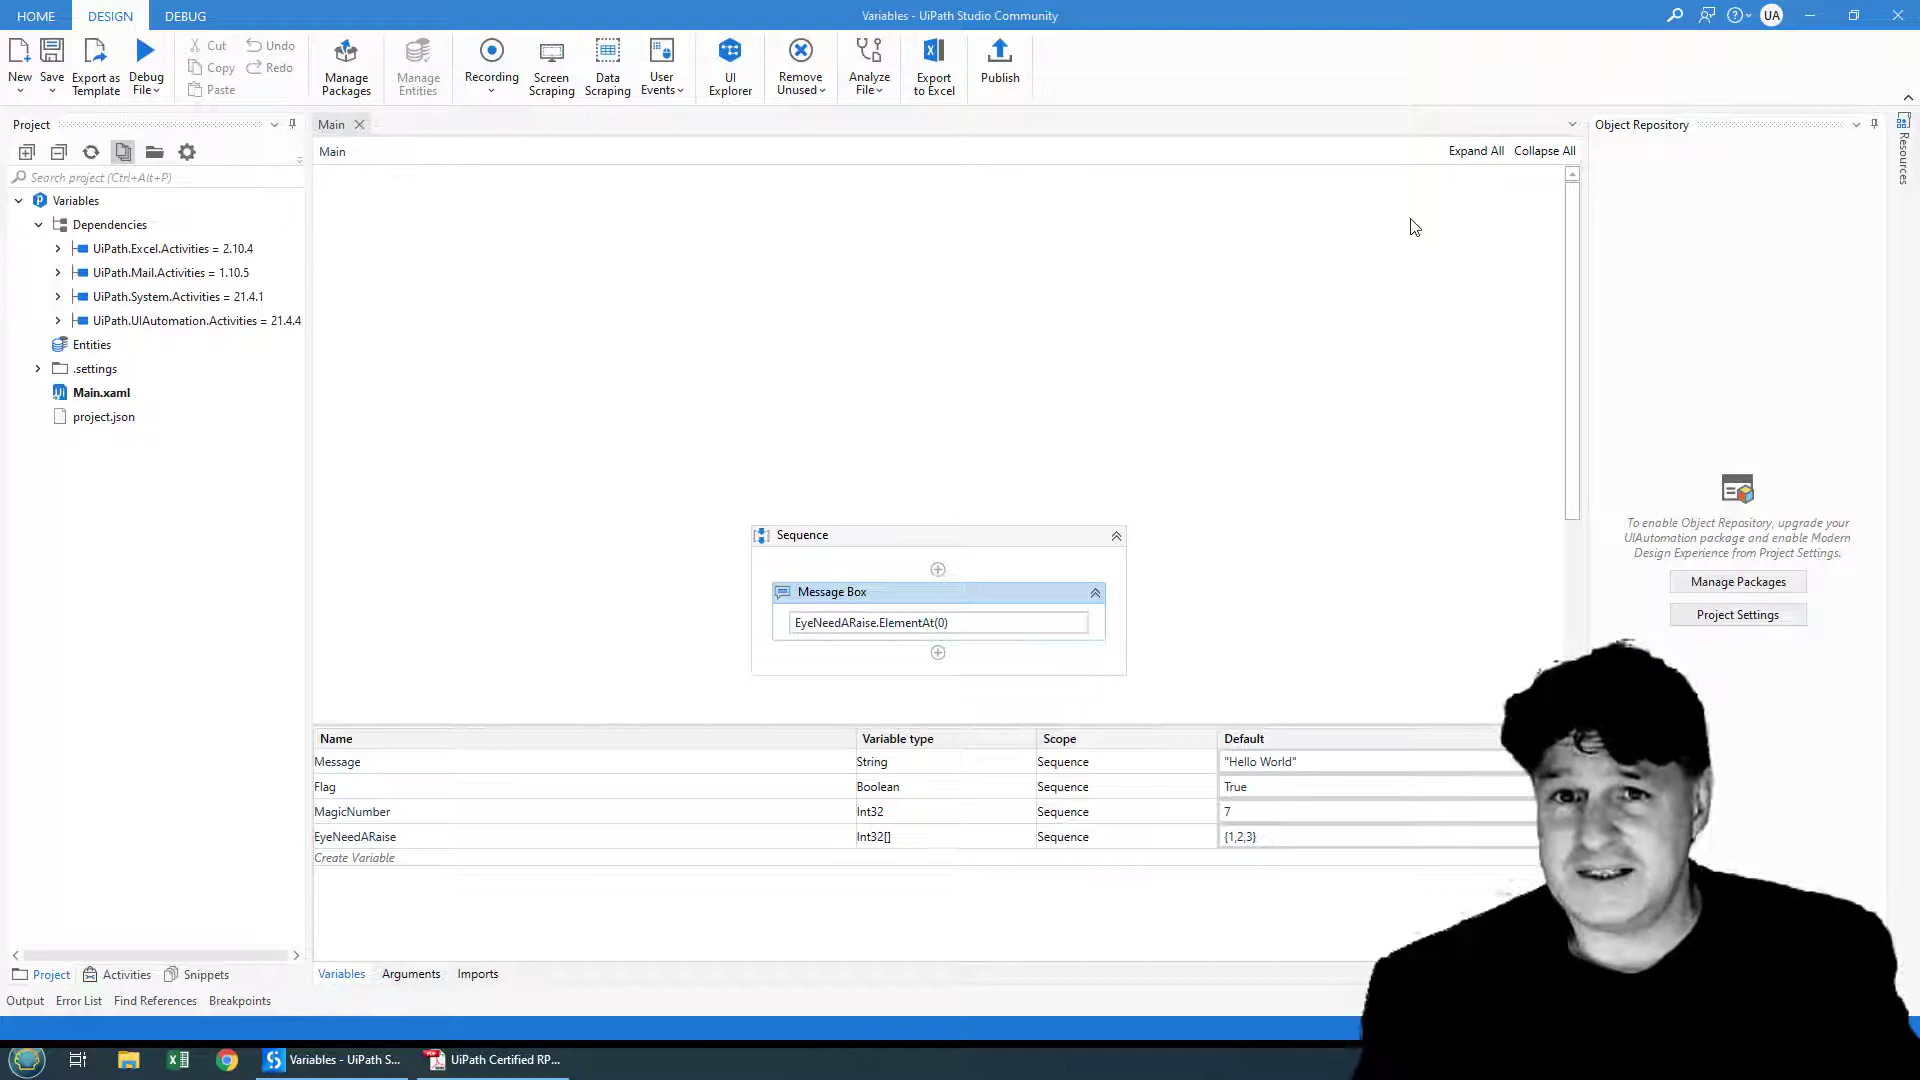 HOME DESIGN DEBUG Variables - UiPath Studio Community UA
New Save Export as Template Debug File Cut Copy Paste Undo Redo Manage Packages Manage Entities Recording Screen Scraping Data Scraping User Events UI Explorer Remove Unused Analyze File Export to Excel Publish
Project Main Object Repository
Resources
Main Expand All Collapse All
Search project (Ctrl+Alt+P)
Variables
Dependencies
UiPath.Excel.Activities = 2.10.4
UiPath.Mail.Activities = 1.10.5
UiPath.System.Activities = 21.4.1
UiPath.UIAutomation.Activities = 21.4.4
Entities
.settings
Main.xaml
project.json
Sequence
Message Box
EyeNeedARaise.ElementAt(0)
To enable Object Repository, upgrade your
UIAutomation package and enable Modern
Design Experience from Project Settings.
Manage Packages
Project Settings
Name Variable type Scope Default
Message String Sequence "Hello World"
Flag Boolean Sequence True
MagicNumber Int32 Sequence 7
EyeNeedARaise Int32[] Sequence {1,2,3}
Create Variable
Variables Arguments Imports
Project Activities Snippets
Output Error List Find References Breakpoints
Variables - UiPath S... UiPath Certified RP...